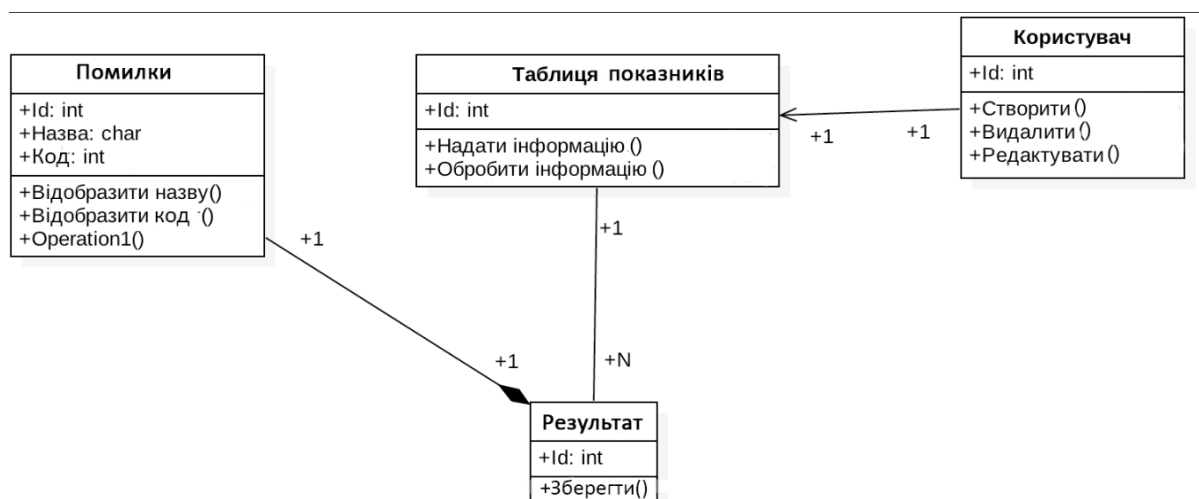 Помилки
+Id: int
+Назва: char
+Код: int
+Відобразити назву()
+Відобразити код ()
+Operation1()
Таблиця показників
+Id: int
+Надати інформацію ()
+Обробити інформацію ()
Користувач
+Id: int
+Створити ()
+Видалити ()
+Редактувати ()
+1
+1
+1
+1
+1
+N
Результат
+Id: int
+Зберегти()